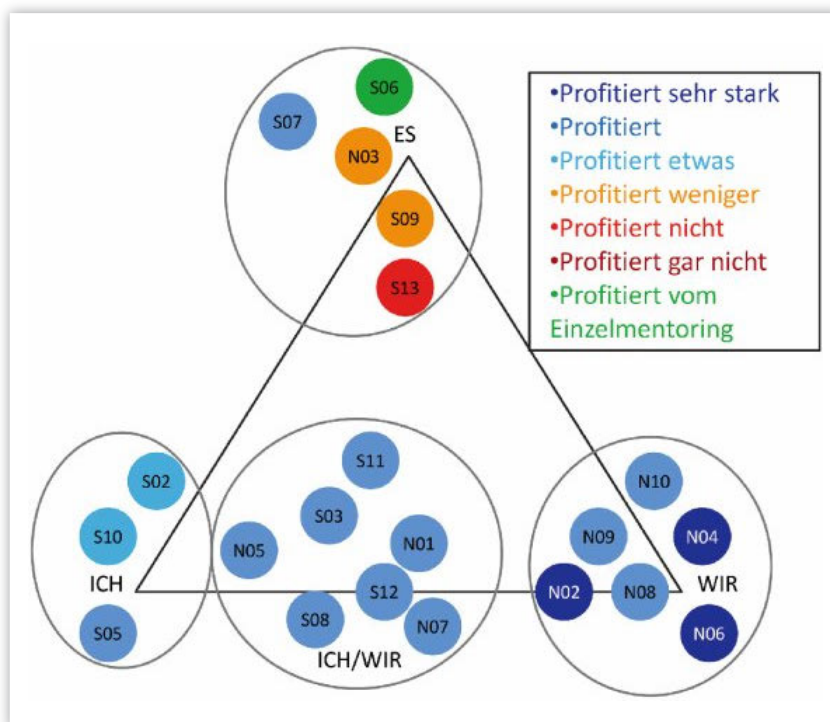 S06
S07
ES
N03
S09
S13
•Profitiert sehr stark
•Profitiert
•Profitiert etwas
•Profitiert weniger
•Profitiert nicht
•Profitiert gar nicht
•Profitiert vom
Einzelmentoring
S02
S10
ICH
S05
S11
S03
N05
N01
S12
S08
N07
ICH/WIR
N10
N09
N04
N02
N08
WIR
N06